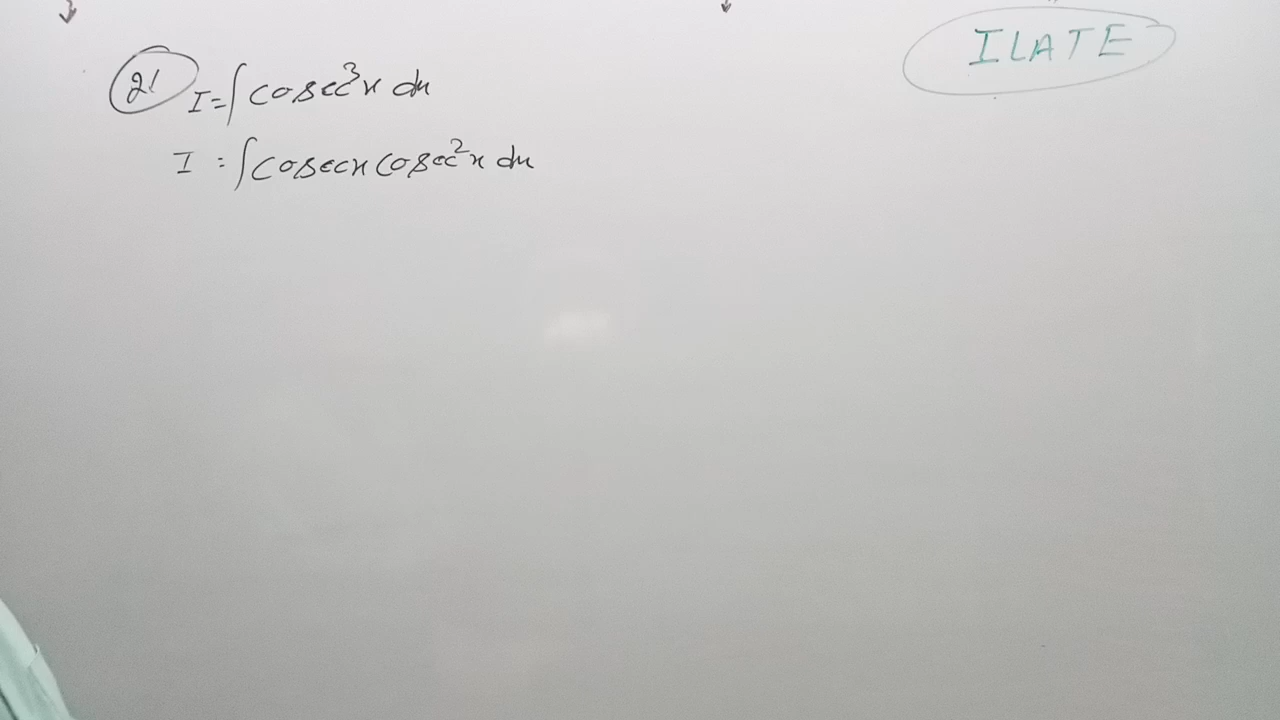 ILATE
21 I=∫cosec³x dx
I =∫cosecx cosec²x dx